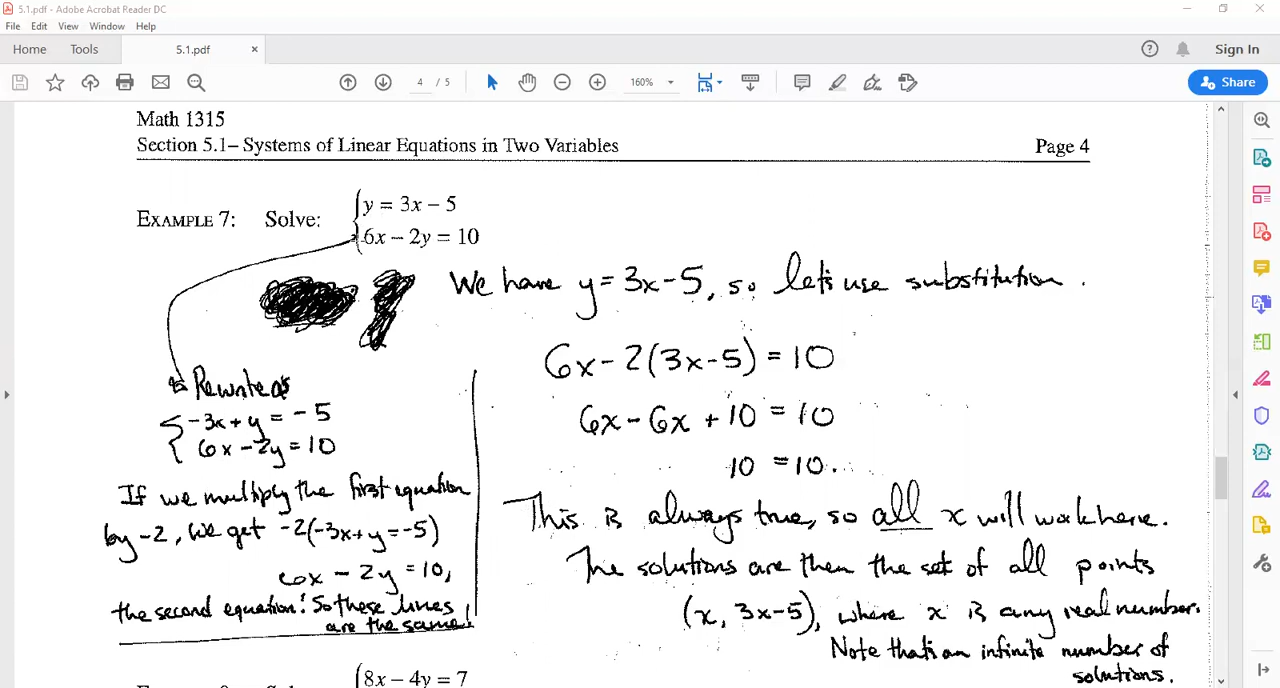 5.1.pdf - Adobe Acrobat Reader DC
File Edit View Window Help
Home Tools 5.1.pdf × Sign In
4 / 5 160% Share
Math 1315
Section 5.1– Systems of Linear Equations in Two Variables Page 4
EXAMPLE 7: Solve: { y = 3x – 5
6x – 2y = 10
We have y = 3x - 5, so let's use substitution.
6x - 2(3x - 5) = 10
6x - 6x + 10 = 10
10 = 10.
This is always true, so all x will work here.
The solutions are then the set of all points
(x, 3x-5), where x is any real number.
Note that's an infinite number of
solutions.
Rewrite as
{ -3x + y = -5
6x - 2y = 10
If we multiply the first equation
by -2, we get -2(-3x+y=-5)
6x - 2y = 10,
the second equation! So these lines
are the same!
8x – 4y = 7